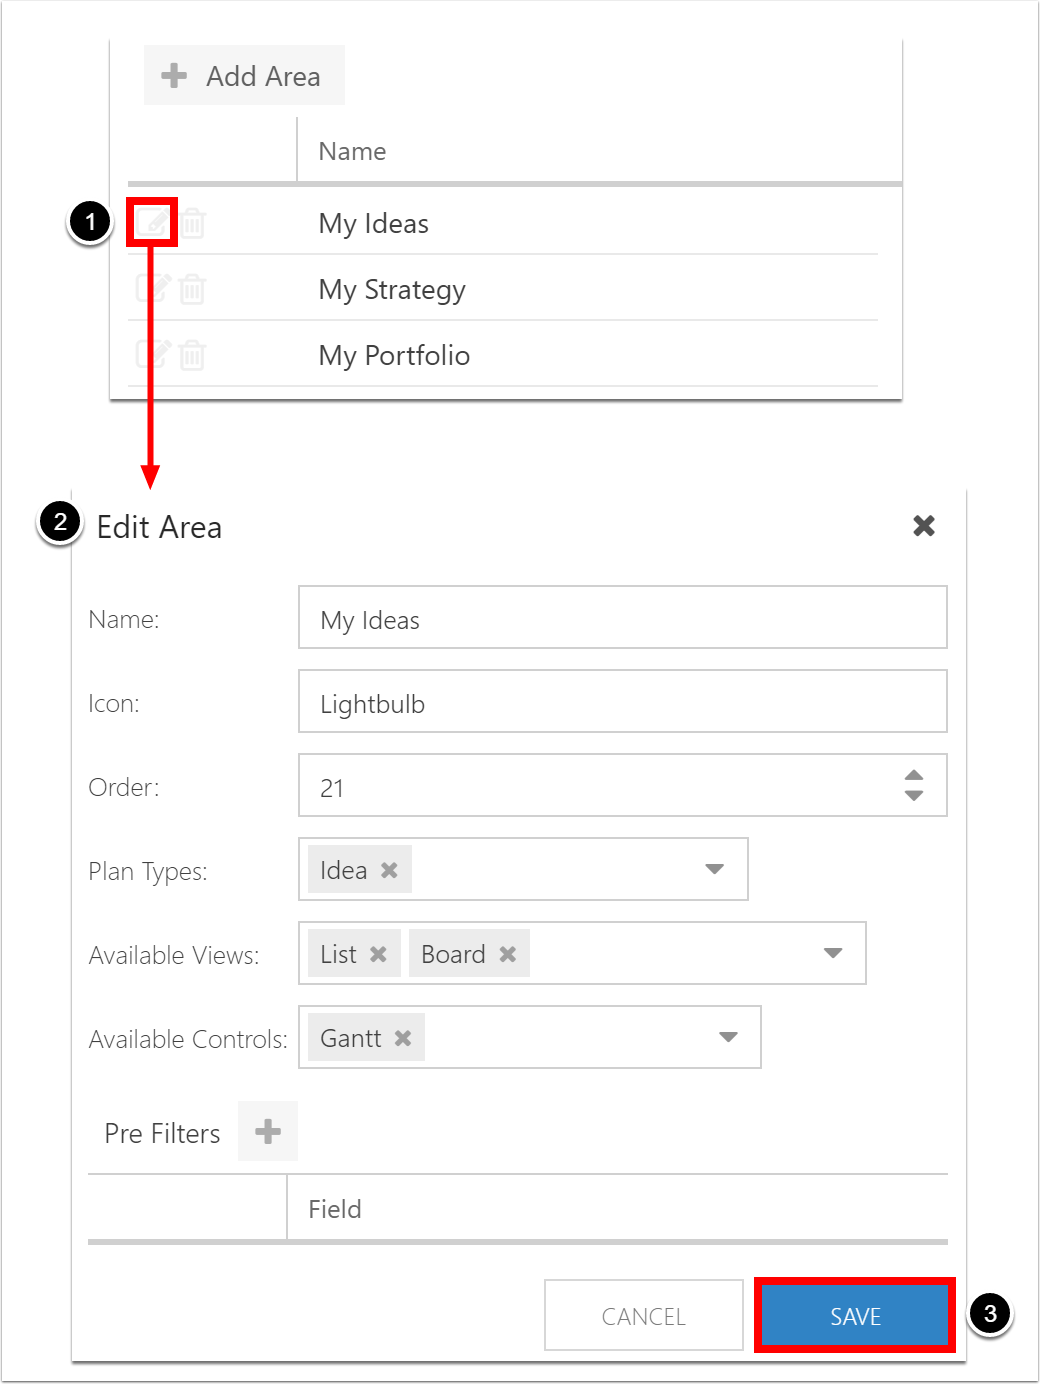 Add Area
Name
1
My Ideas
My Strategy
My Portfolio
2 Edit Area
Name: My Ideas
Icon: Lightbulb
Order: 21
Plan Types: Idea
Available Views: List Board
Available Controls: Gantt
Pre Filters
Field
CANCEL SAVE 3